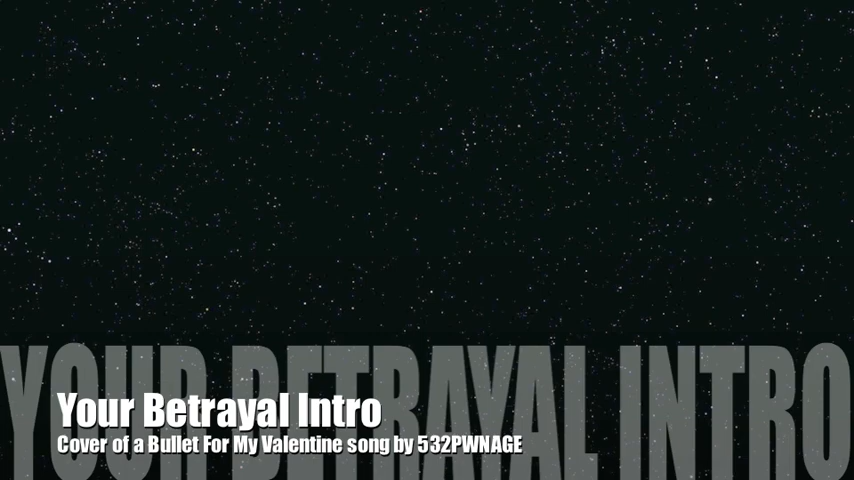 YOUR BETRAYAL INTRO
Your Betrayal Intro
Cover of a Bullet For My Valentine song by 532PWNAGE